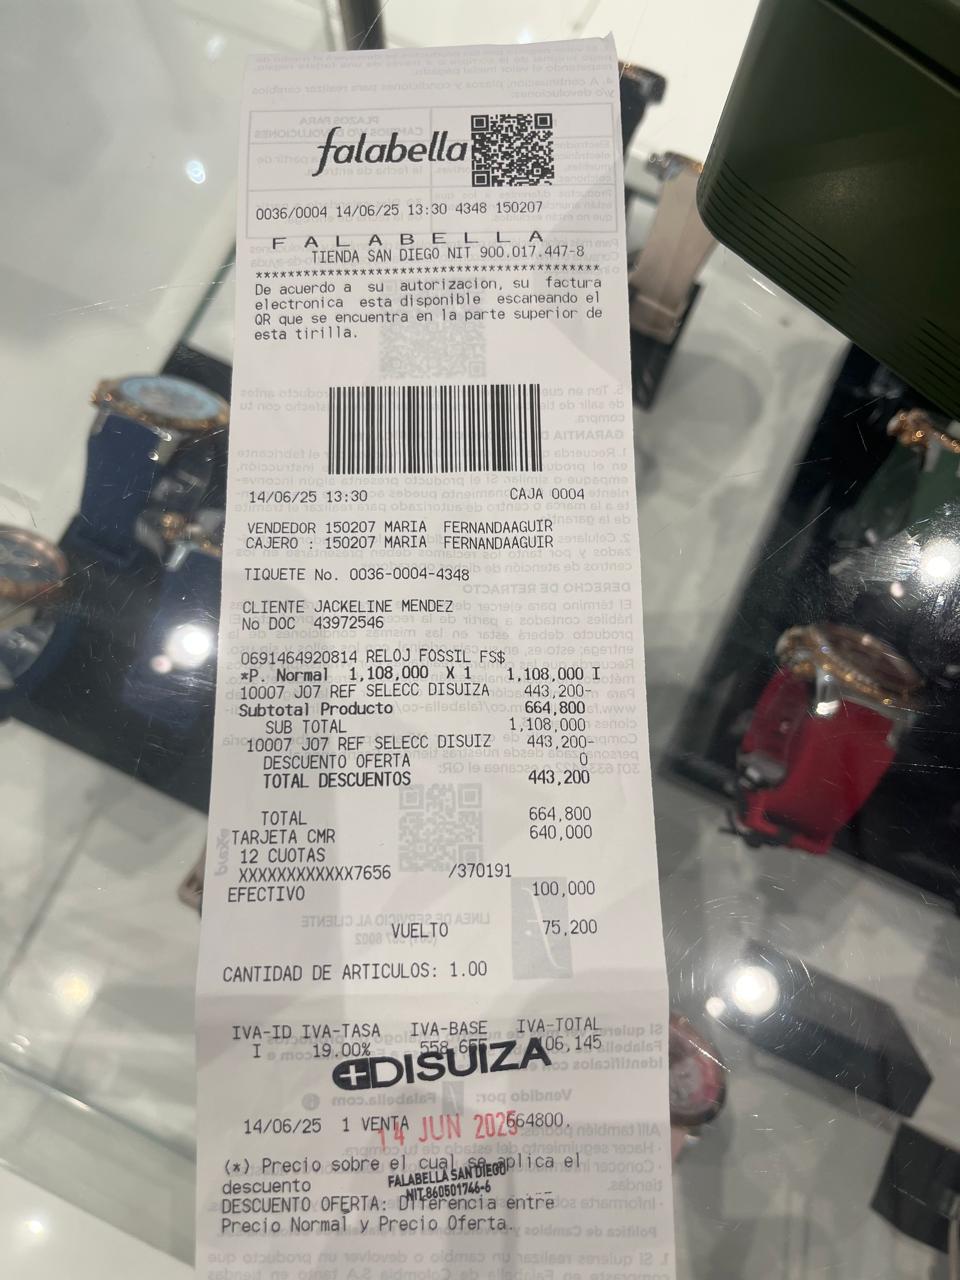 falabella
0036/0004 14/06/25 13:30 4348 150207
F A L A B E L L A
TIENDA SAN DIEGO NIT 900.017.447-8
******************************************
De acuerdo a su autorizacion, su factura
electronica esta disponible escaneando el
QR que se encuentra en la parte superior de
esta tirilla.
14/06/25 13:30 CAJA 0004
VENDEDOR 150207 MARIA FERNANDAAGUIR
CAJERO : 150207 MARIA FERNANDAAGUIR
TIQUETE No. 0036-0004-4348
CLIENTE JACKELINE MENDEZ
No DOC 43972546
0691464920814 RELOJ FOSSIL FS$
*P. Normal 1,108,000 X 1 1,108,000 I
10007 J07 REF SELECC DISUIZA 443,200-
Subtotal Producto 664,800
SUB TOTAL 1,108,000
10007 J07 REF SELECC DISUIZ 443,200-
DESCUENTO OFERTA 0
TOTAL DESCUENTOS 443,200
TOTAL 664,800
TARJETA CMR 640,000
12 CUOTAS
XXXXXXXXXXXX7656 /370191
EFECTIVO 100,000
VUELTO 75,200
CANTIDAD DE ARTICULOS: 1.00
IVA-ID IVA-TASA IVA-BASE IVA-TOTAL
I 19.00% 558,655 106,145
DISUIZA
14/06/25 1 VENTA 664800.
14 JUN 2025
(*) Precio sobre el cual se aplica el
descuento
FALABELLA SAN DIEGO
NIT.860501746-6
DESCUENTO OFERTA: Diferencia entre
Precio Normal y Precio Oferta.